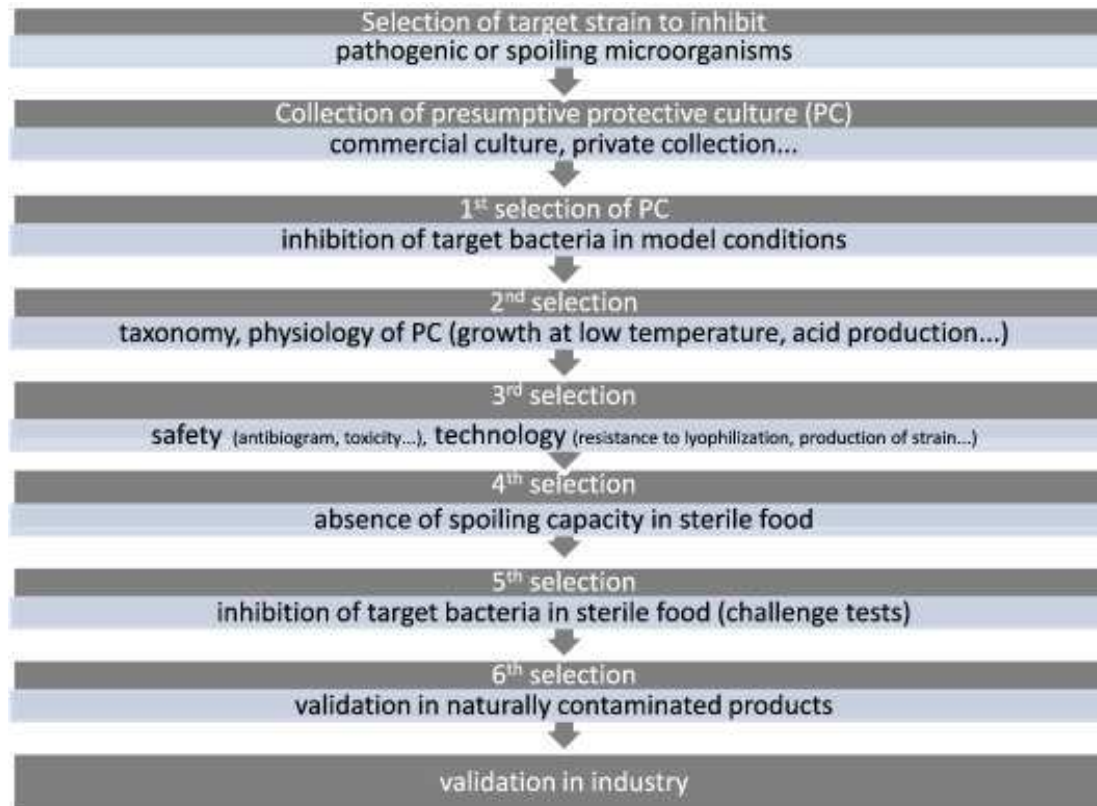 Selection of target strain to inhibit
pathogenic or spoiling microorganisms
Collection of presumptive protective culture (PC)
commercial culture, private collection...
1st selection of PC
inhibition of target bacteria in model conditions
2nd selection
taxonomy, physiology of PC (growth at low temperature, acid production...)
3rd selection
safety (antibiogram, toxicity...), technology (resistance to lyophilization, production of strain...)
4th selection
absence of spoiling capacity in sterile food
5th selection
inhibition of target bacteria in sterile food (challenge tests)
6th selection
validation in naturally contaminated products
validation in industry